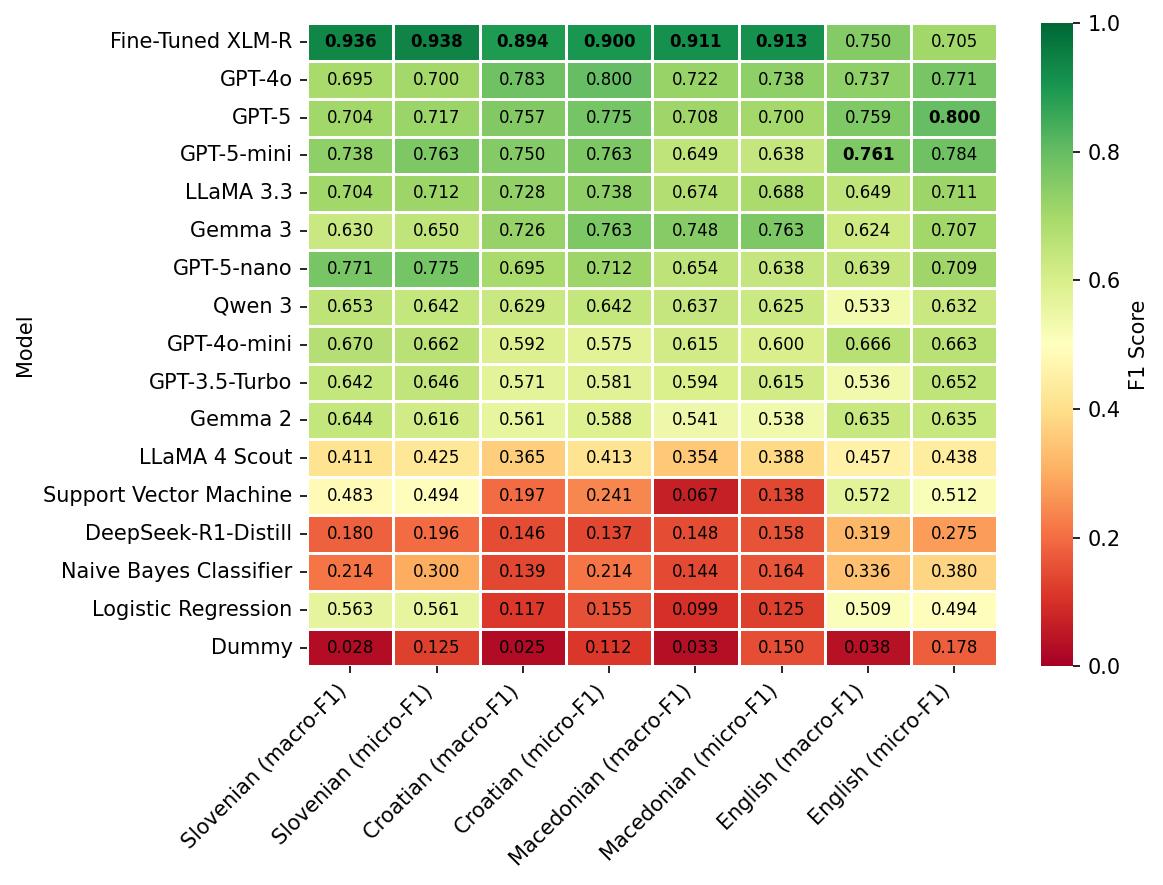 Fine-Tuned XLM-R 0.936 0.938 0.894 0.900 0.911 0.913 0.750 0.705
GPT-4o 0.695 0.700 0.783 0.800 0.722 0.738 0.737 0.771
GPT-5 0.704 0.717 0.757 0.775 0.708 0.700 0.759 0.800
GPT-5-mini 0.738 0.763 0.750 0.763 0.649 0.638 0.761 0.784
LLaMA 3.3 0.704 0.712 0.728 0.738 0.674 0.688 0.649 0.711
Gemma 3 0.630 0.650 0.726 0.763 0.748 0.763 0.624 0.707
GPT-5-nano 0.771 0.775 0.695 0.712 0.654 0.638 0.639 0.709
Qwen 3 0.653 0.642 0.629 0.642 0.637 0.625 0.533 0.632
GPT-4o-mini 0.670 0.662 0.592 0.575 0.615 0.600 0.666 0.663
GPT-3.5-Turbo 0.642 0.646 0.571 0.581 0.594 0.615 0.536 0.652
Gemma 2 0.644 0.616 0.561 0.588 0.541 0.538 0.635 0.635
LLaMA 4 Scout 0.411 0.425 0.365 0.413 0.354 0.388 0.457 0.438
Support Vector Machine 0.483 0.494 0.197 0.241 0.067 0.138 0.572 0.512
DeepSeek-R1-Distill 0.180 0.196 0.146 0.137 0.148 0.158 0.319 0.275
Naive Bayes Classifier 0.214 0.300 0.139 0.214 0.144 0.164 0.336 0.380
Logistic Regression 0.563 0.561 0.117 0.155 0.099 0.125 0.509 0.494
Dummy 0.028 0.125 0.025 0.112 0.033 0.150 0.038 0.178
Model
Slovenian (macro-F1)
Slovenian (micro-F1)
Croatian (macro-F1)
Croatian (micro-F1)
Macedonian (macro-F1)
Macedonian (micro-F1)
English (macro-F1)
English (micro-F1)
1.0
0.8
0.6
0.4
0.2
0.0
F1 Score